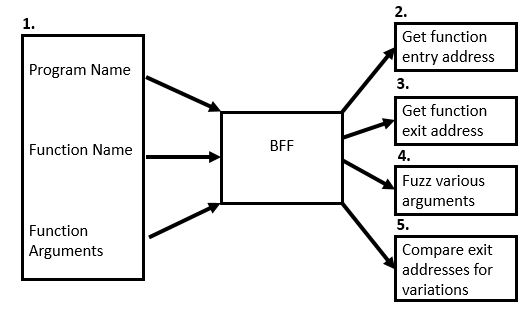 1.
Program Name
Function Name
Function
Arguments
BFF
2.
Get function
entry address
3.
Get function
exit address
4.
Fuzz various
arguments
5.
Compare exit
addresses for
variations